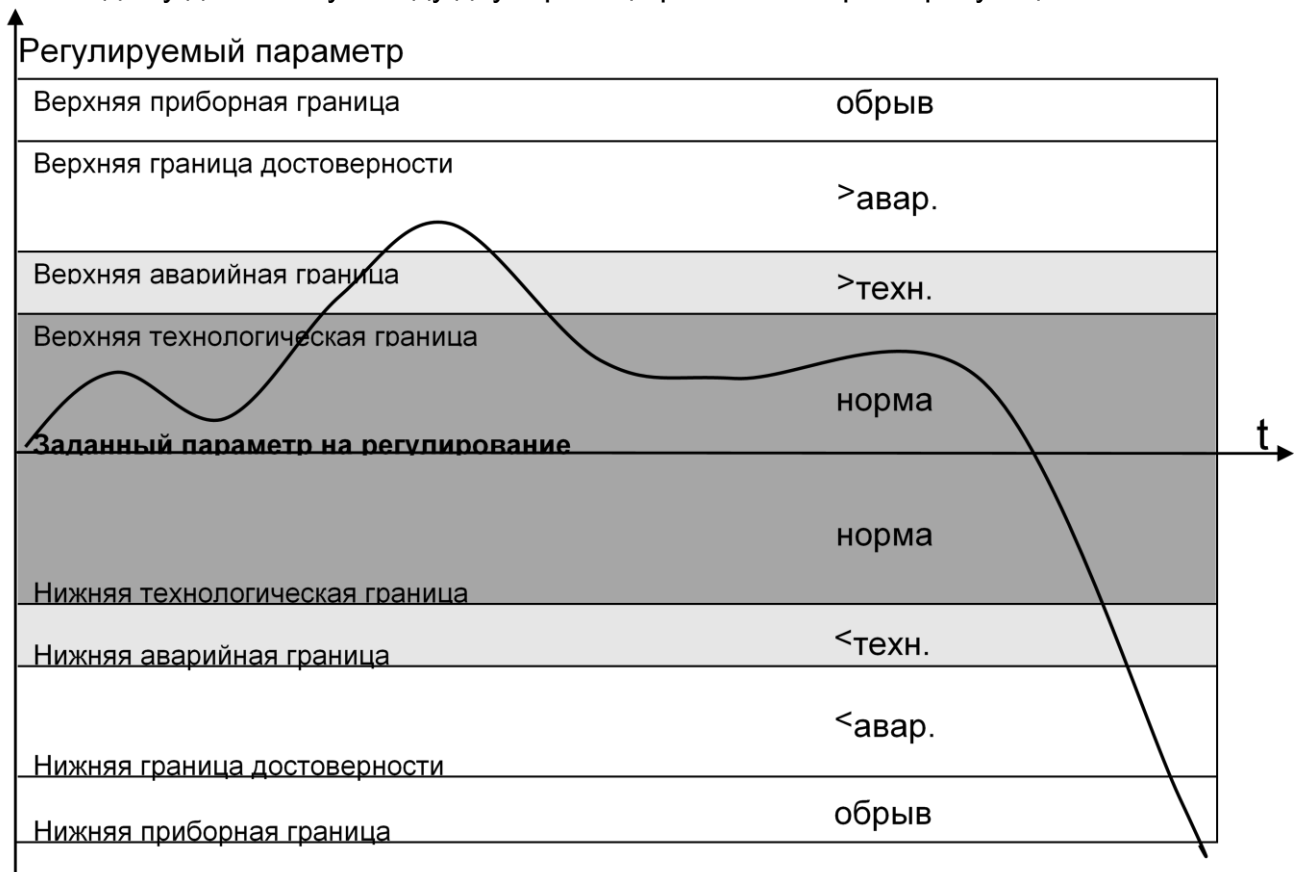 Регулируемый параметр
Верхняя приборная граница
обрыв
Верхняя граница достоверности
>авар.
Верхняя аварийная граница
>техн.
Верхняя технологическая граница
норма
Заданный параметр на регулирование
t
норма
Нижняя технологическая граница
<техн.
Нижняя аварийная граница
<авар.
Нижняя граница достоверности
обрыв
Нижняя приборная граница